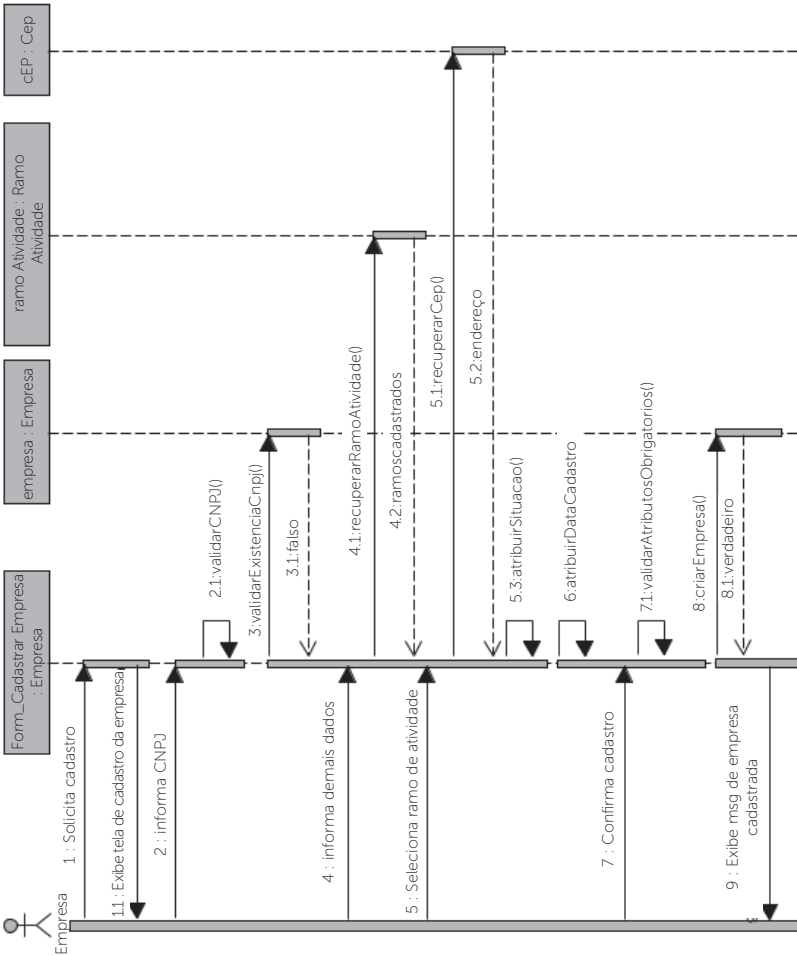 cEP : Cep
ramo Atividade : Ramo
Atividade
empresa : Empresa
Form_Cadastrar Empresa
: Empresa
Empresa
1 : Solicita cadastro
1.1 : Exibe tela de cadastro da empresa
2 : informa CNPJ
2.1:validarCNPJ()
3:validarExistenciaCnpj()
3.1:falso
4 : informa demais dados
4.1:recuperarRamoAtividade()
4.2:ramoscadastrados
5 : Seleciona ramo de atividade
5.1:recuperarCep()
5.2:endereço
5.3:atribuirSituacao()
6:atribuirDataCadastro
7 : Confirma cadastro
7.1:validarAtributosObrigatorios()
8:criarEmpresa()
8.1:verdadeiro
9 : Exibe msg de empresa
cadastrada